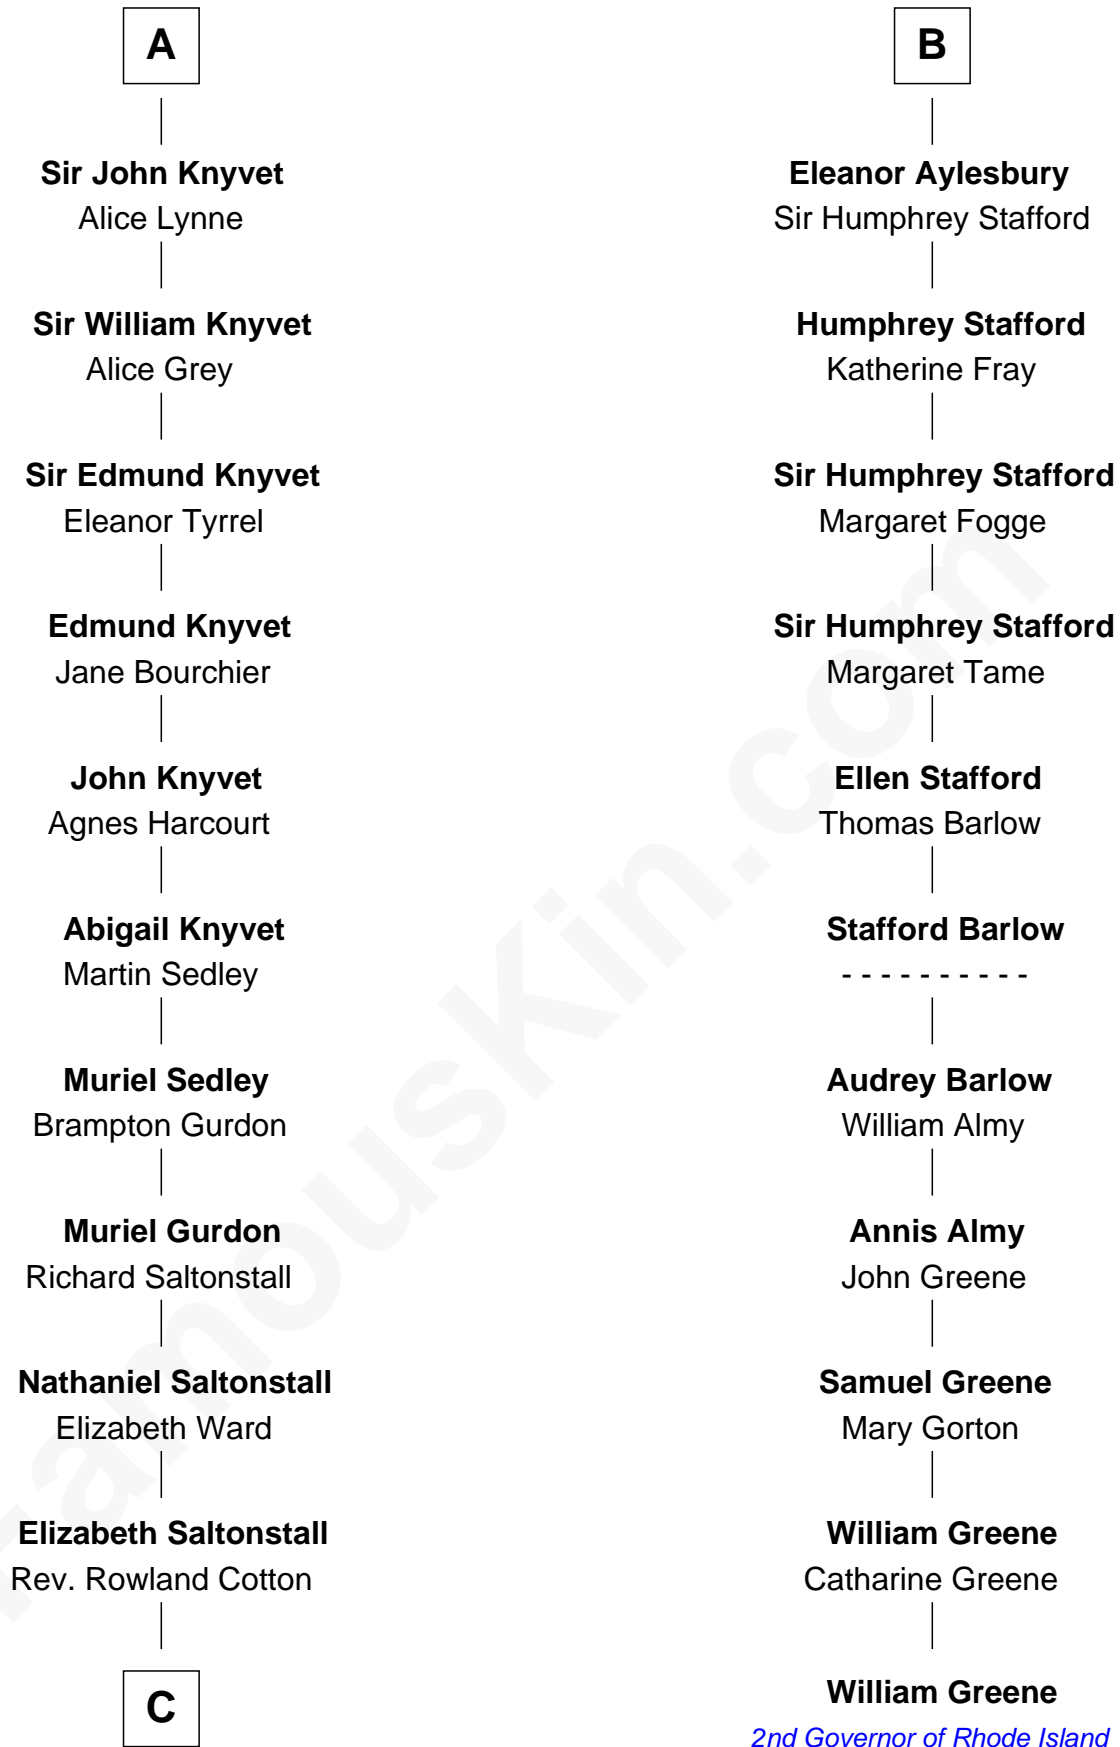 A
Sir John Knyvet
Alice Lynne
Sir William Knyvet
Alice Grey
Sir Edmund Knyvet
Eleanor Tyrrel
Edmund Knyvet
Jane Bourchier
John Knyvet
Agnes Harcourt
Abigail Knyvet
Martin Sedley
Muriel Sedley
Brampton Gurdon
Muriel Gurdon
Richard Saltonstall
Nathaniel Saltonstall
Elizabeth Ward
Elizabeth Saltonstall
Rev. Rowland Cotton
C
B
Eleanor Aylesbury
Sir Humphrey Stafford
Humphrey Stafford
Katherine Fray
Sir Humphrey Stafford
Margaret Fogge
Sir Humphrey Stafford
Margaret Tame
Ellen Stafford
Thomas Barlow
Stafford Barlow
- - - - - - - - - -
Audrey Barlow
William Almy
Annis Almy
John Greene
Samuel Greene
Mary Gorton
William Greene
Catharine Greene
William Greene
2nd Governor of Rhode Island
FamousKin.com